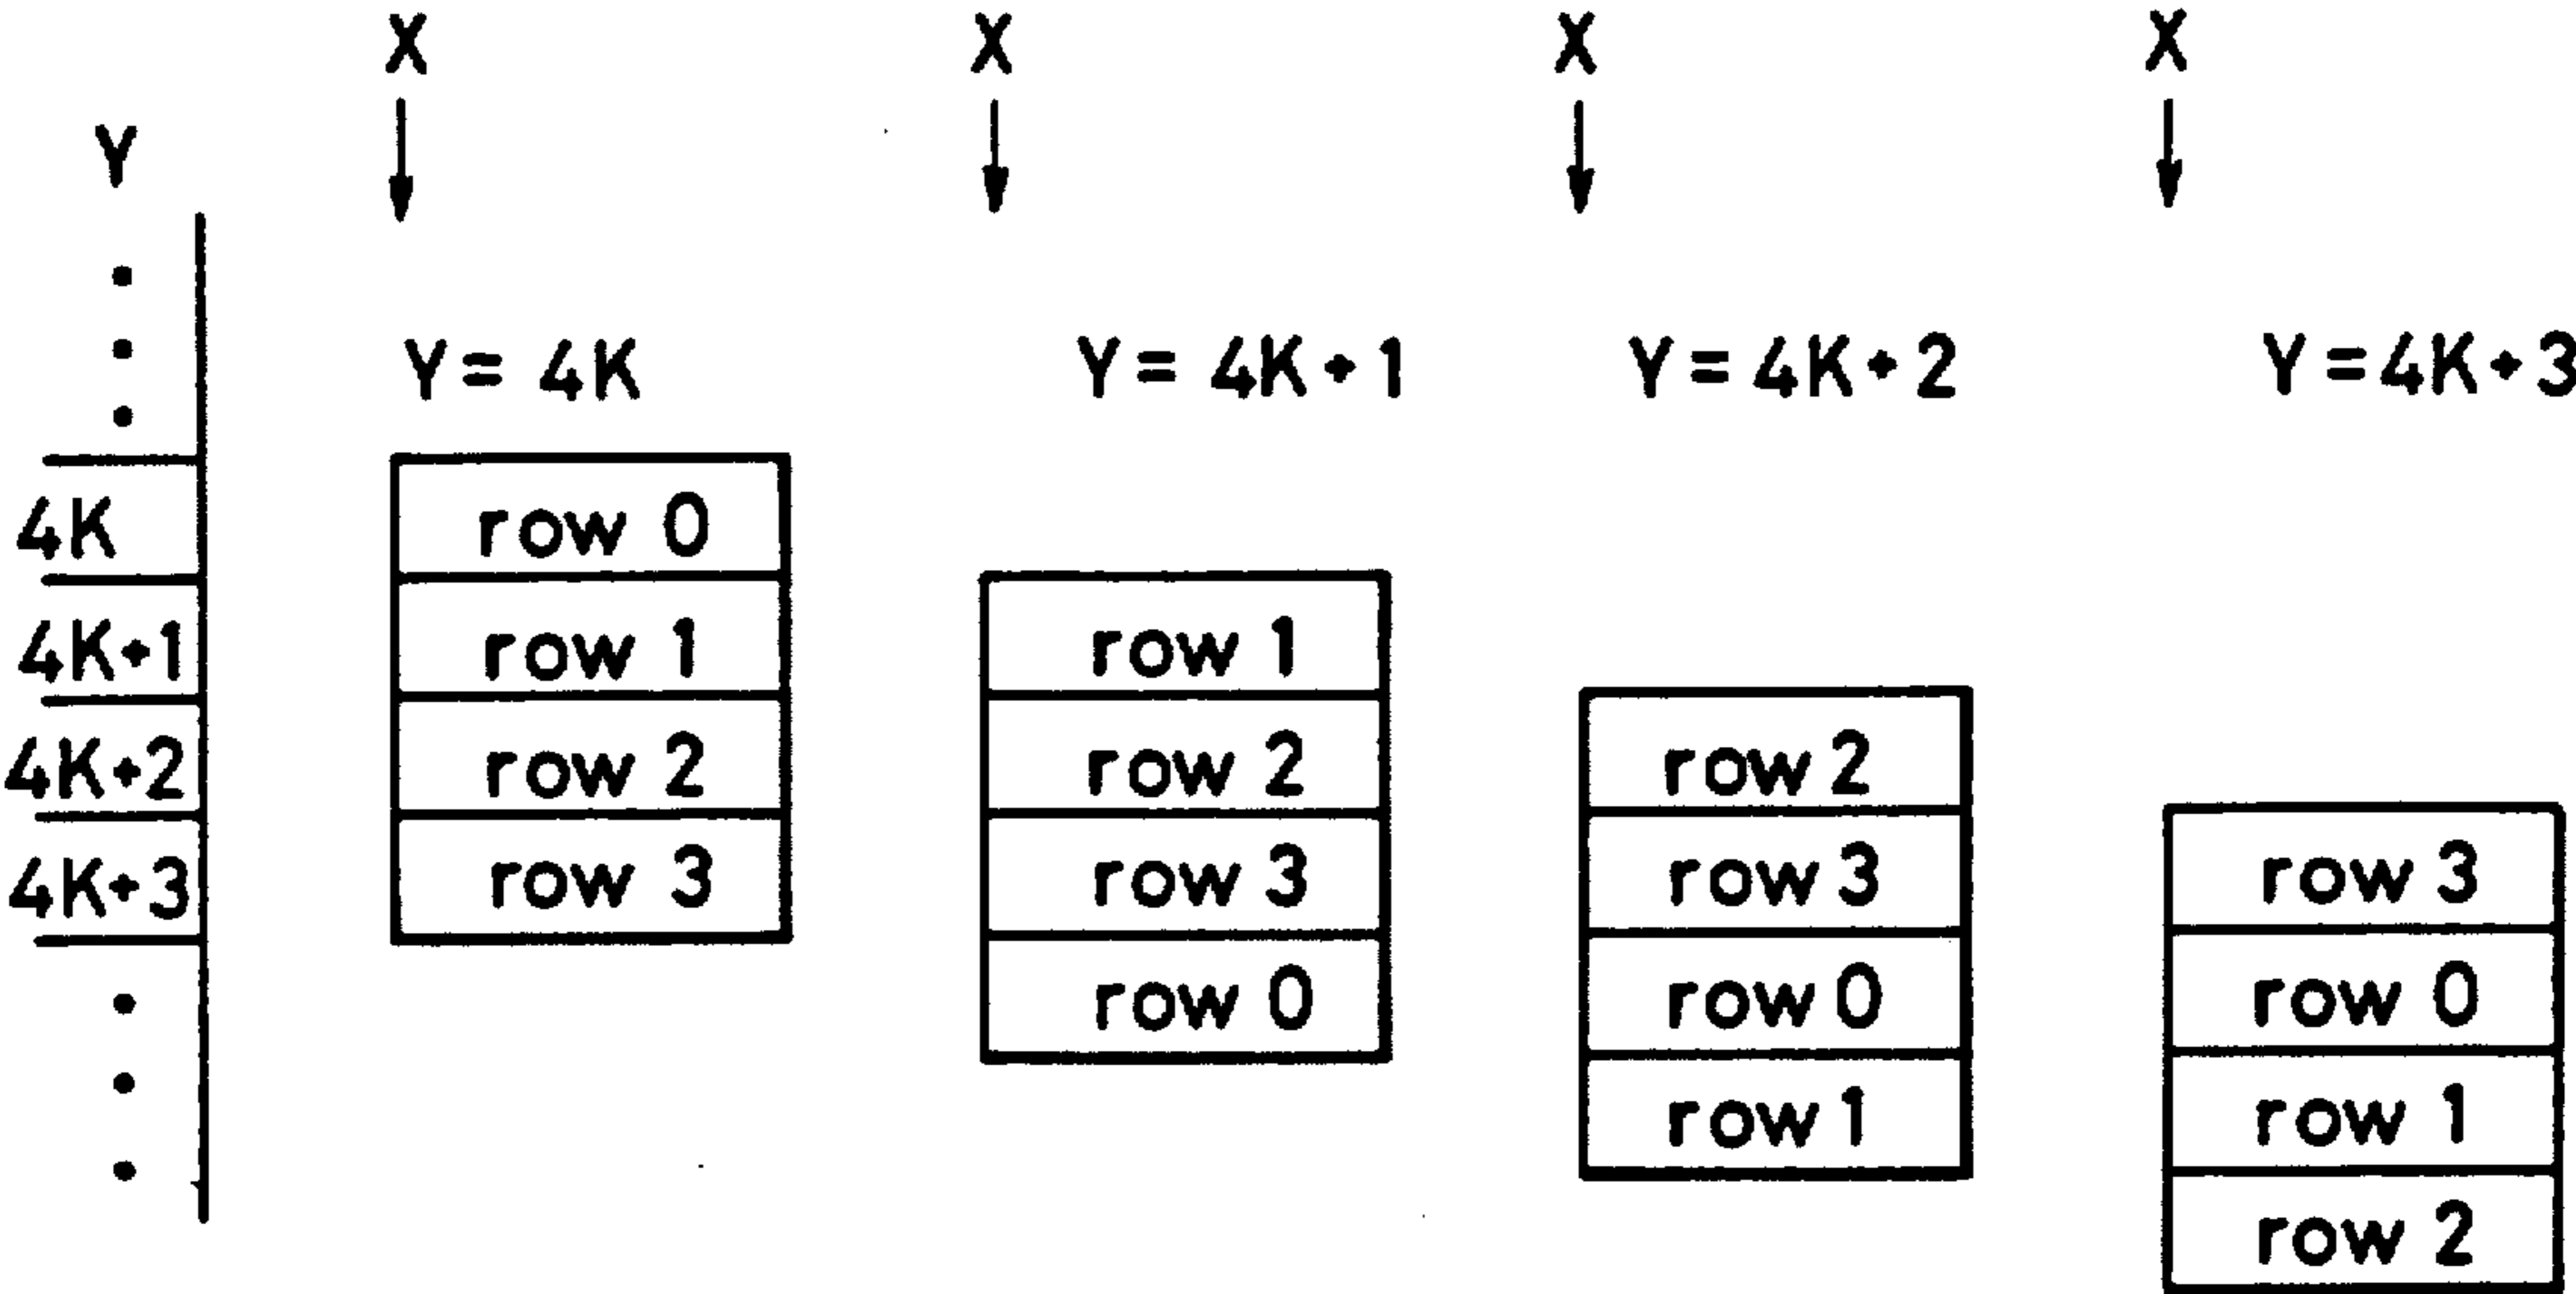 X X X X
Y
Y = 4K Y = 4K+1 Y = 4K+2 Y = 4K+3
4K row 0
4K+1 row 1 row 1
4K+2 row 2 row 2 row 2
4K+3 row 3 row 3 row 3 row 3
row 0 row 0 row 0
row 1 row 1
row 2